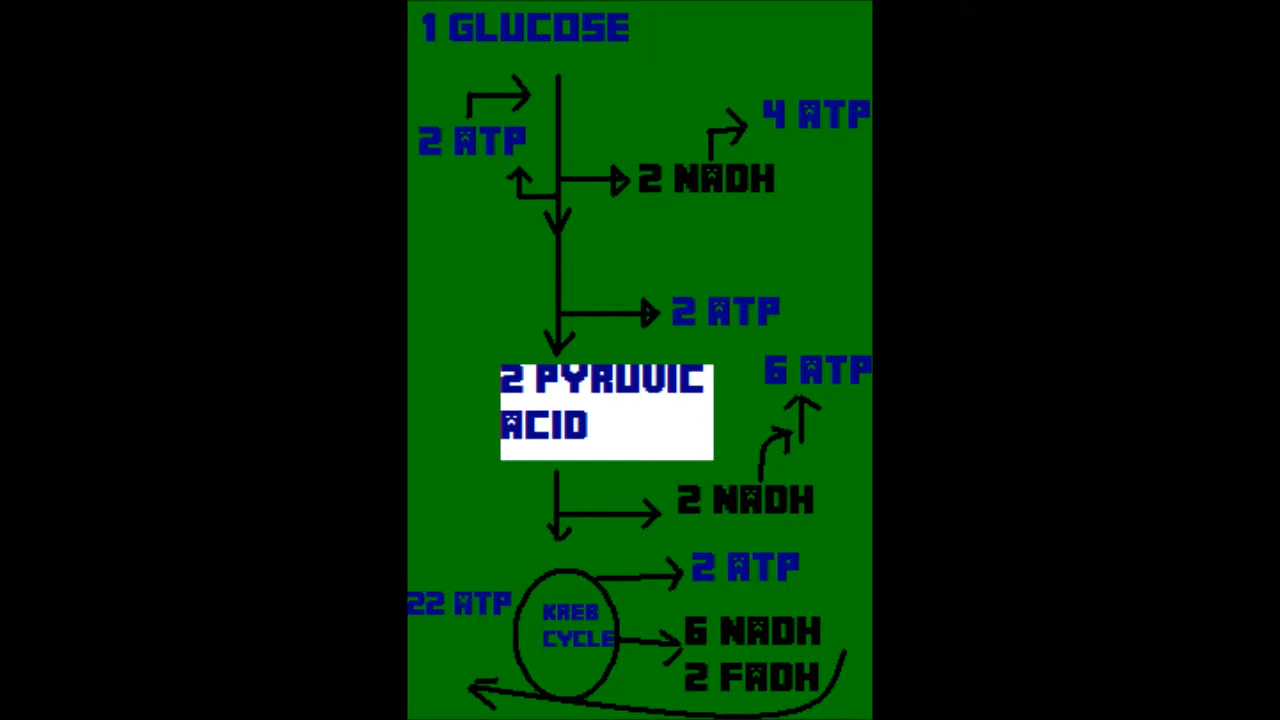 1 GLUCOSE
4 ATP
2 ATP
2 NADH
2 ATP
2 PYRUVIC
ACID
6 ATP
2 NADH
2 ATP
22 ATP
KREB
CYCLE
6 NADH
2 FADH